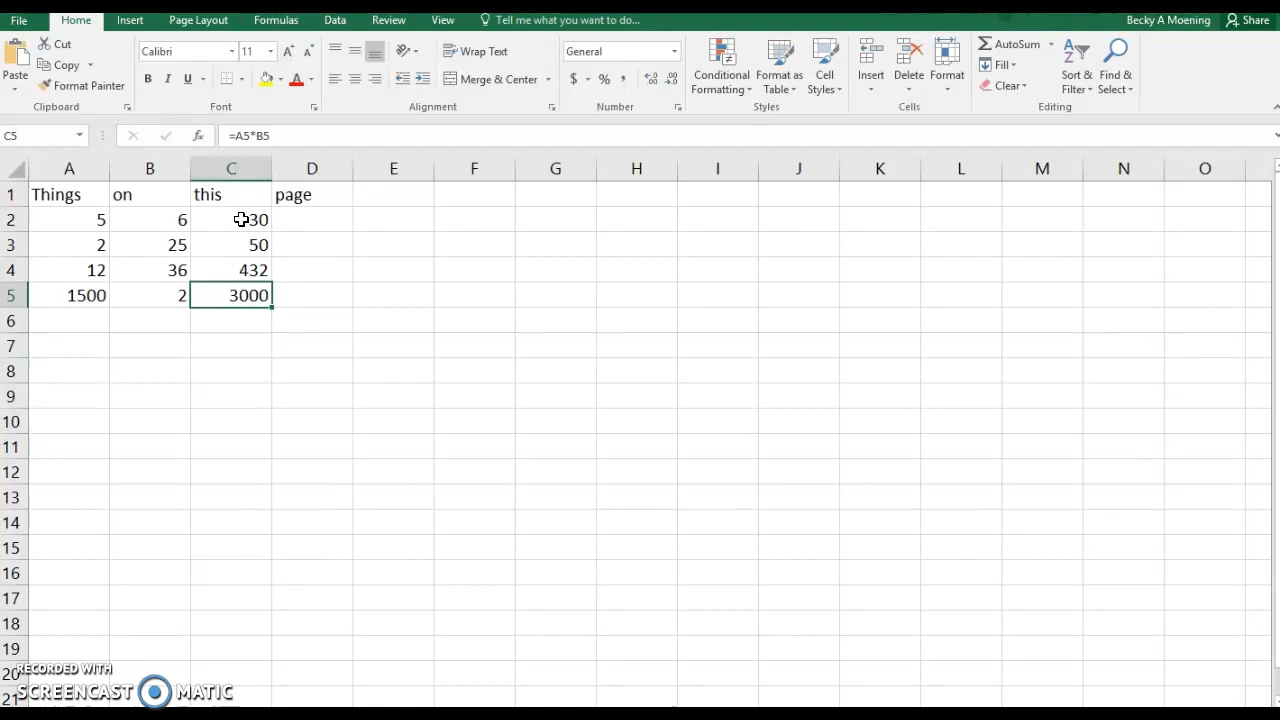 File Home Insert Page Layout Formulas Data Review View Tell me what you want to do... Becky A Moening Share
Paste Cut Copy Format Painter Clipboard
Calibri 11 A A B I U A Font
Wrap Text Merge & Center Alignment
General $ % , Number
Conditional Formatting Format as Table Cell Styles Styles
Insert Delete Format Cells
AutoSum Fill Clear Sort & Filter Find & Select Editing
C5 fx =A5*B5
A B C D E F G H I J K L M N O
1 Things on this page
2 5 6 30
3 2 25 50
4 12 36 432
5 1500 2 3000
6
7
8
9
10
11
12
13
14
15
16
17
18
19
20
21
RECORDED WITH
SCREENCAST MATIC